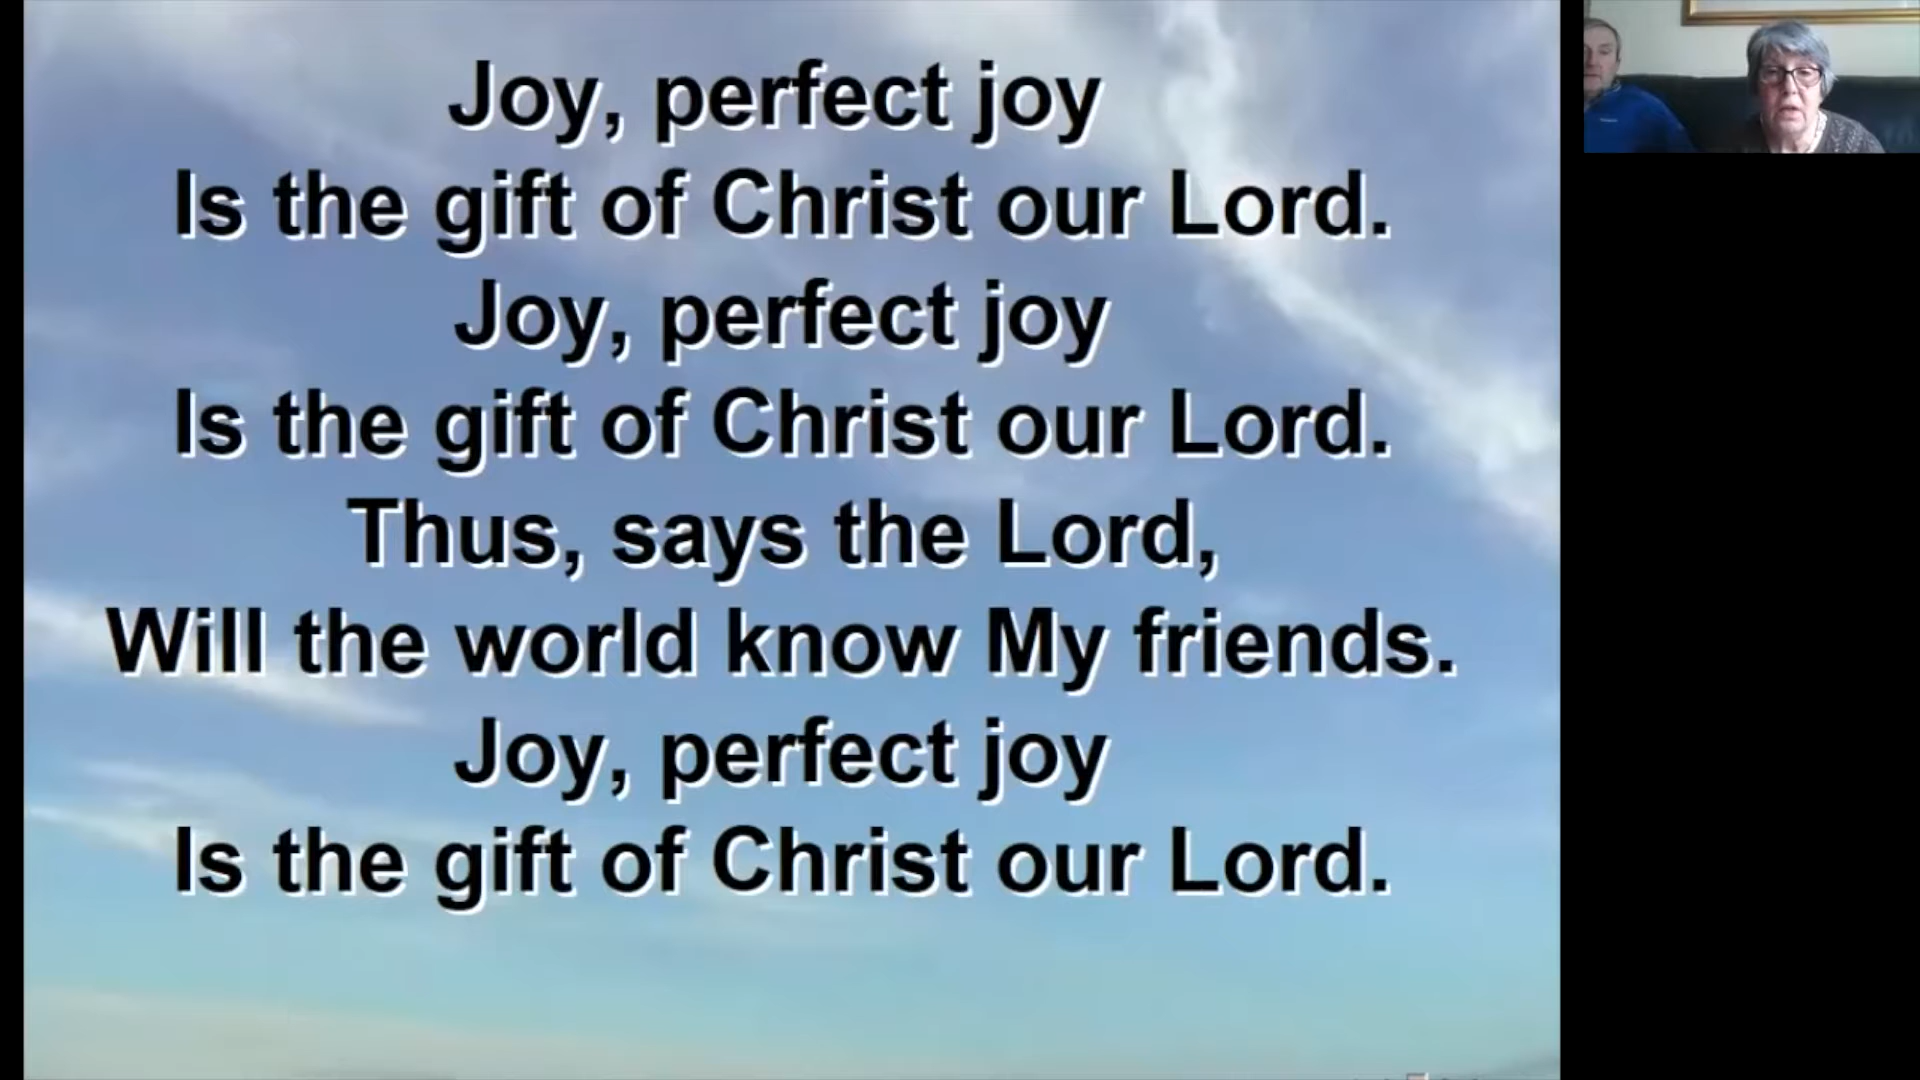 Joy, perfect joy
Is the gift of Christ our Lord.
Joy, perfect joy
Is the gift of Christ our Lord.
Thus, says the Lord,
Will the world know My friends.
Joy, perfect joy
Is the gift of Christ our Lord.